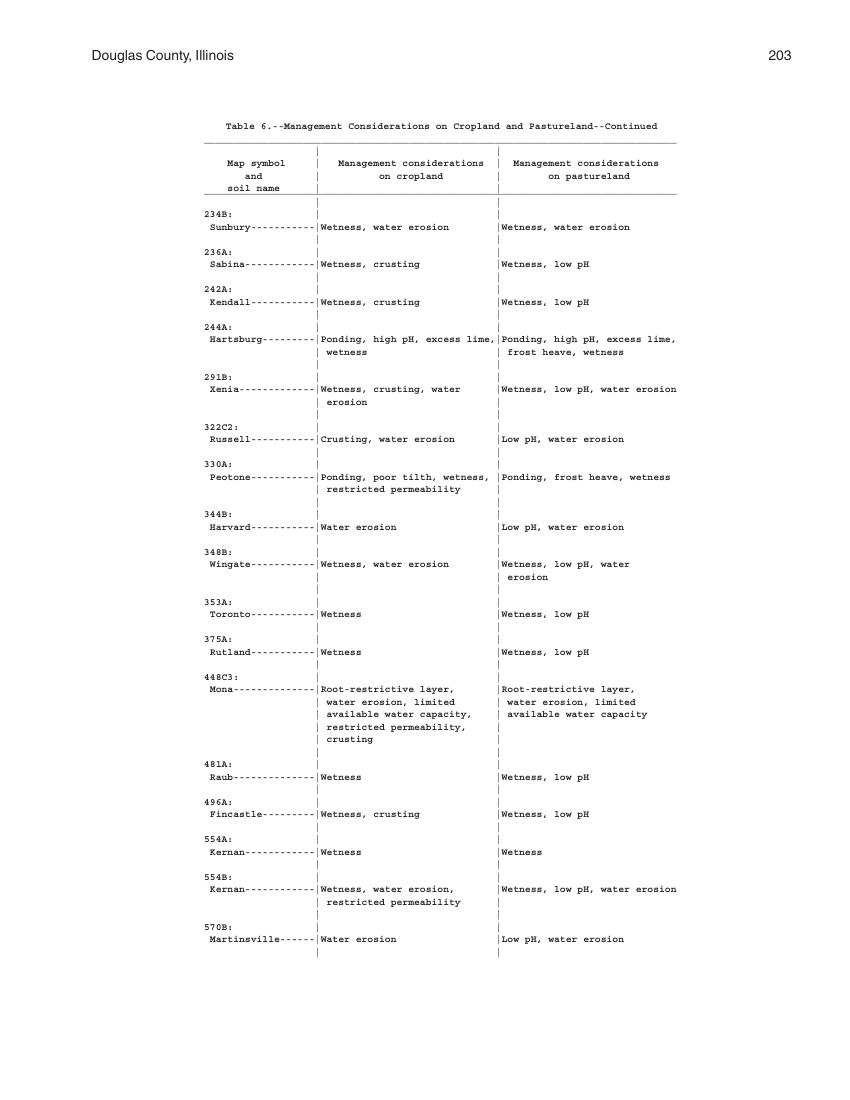 Douglas County, Illinois 203
Table 6.--Management Considerations on Cropland and Pastureland--Continued
Map symbol | Management considerations | Management considerations
and | on cropland | on pastureland
soil name
234B:
Sunbury-----------|Wetness, water erosion |Wetness, water erosion
236A:
Sabina------------|Wetness, crusting |Wetness, low pH
242A:
Kendall-----------|Wetness, crusting |Wetness, low pH
244A:
Hartsburg---------|Ponding, high pH, excess lime,|Ponding, high pH, excess lime,
wetness | frost heave, wetness
291B:
Xenia-------------|Wetness, crusting, water |Wetness, low pH, water erosion
erosion
322C2:
Russell-----------|Crusting, water erosion |Low pH, water erosion
330A:
Peotone-----------|Ponding, poor tilth, wetness, |Ponding, frost heave, wetness
restricted permeability
344B:
Harvard-----------|Water erosion |Low pH, water erosion
348B:
Wingate-----------|Wetness, water erosion |Wetness, low pH, water
erosion
353A:
Toronto-----------|Wetness |Wetness, low pH
375A:
Rutland-----------|Wetness |Wetness, low pH
448C3:
Mona--------------|Root-restrictive layer, |Root-restrictive layer,
water erosion, limited | water erosion, limited
available water capacity, | available water capacity
restricted permeability,
crusting
481A:
Raub--------------|Wetness |Wetness, low pH
496A:
Fincastle---------|Wetness, crusting |Wetness, low pH
554A:
Kernan------------|Wetness |Wetness
554B:
Kernan------------|Wetness, water erosion, |Wetness, low pH, water erosion
restricted permeability
570B:
Martinsville------|Water erosion |Low pH, water erosion